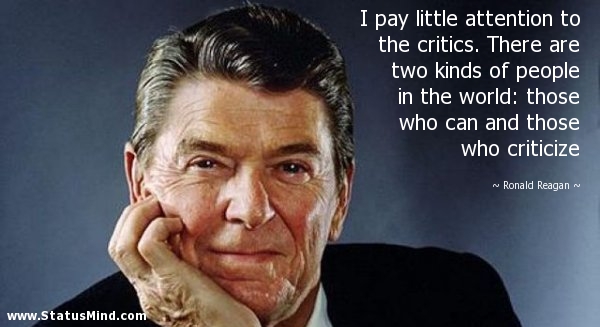 I pay little attention to
the critics. There are
two kinds of people
in the world: those
who can and those
who criticize
~ Ronald Reagan ~
www.StatusMind.com